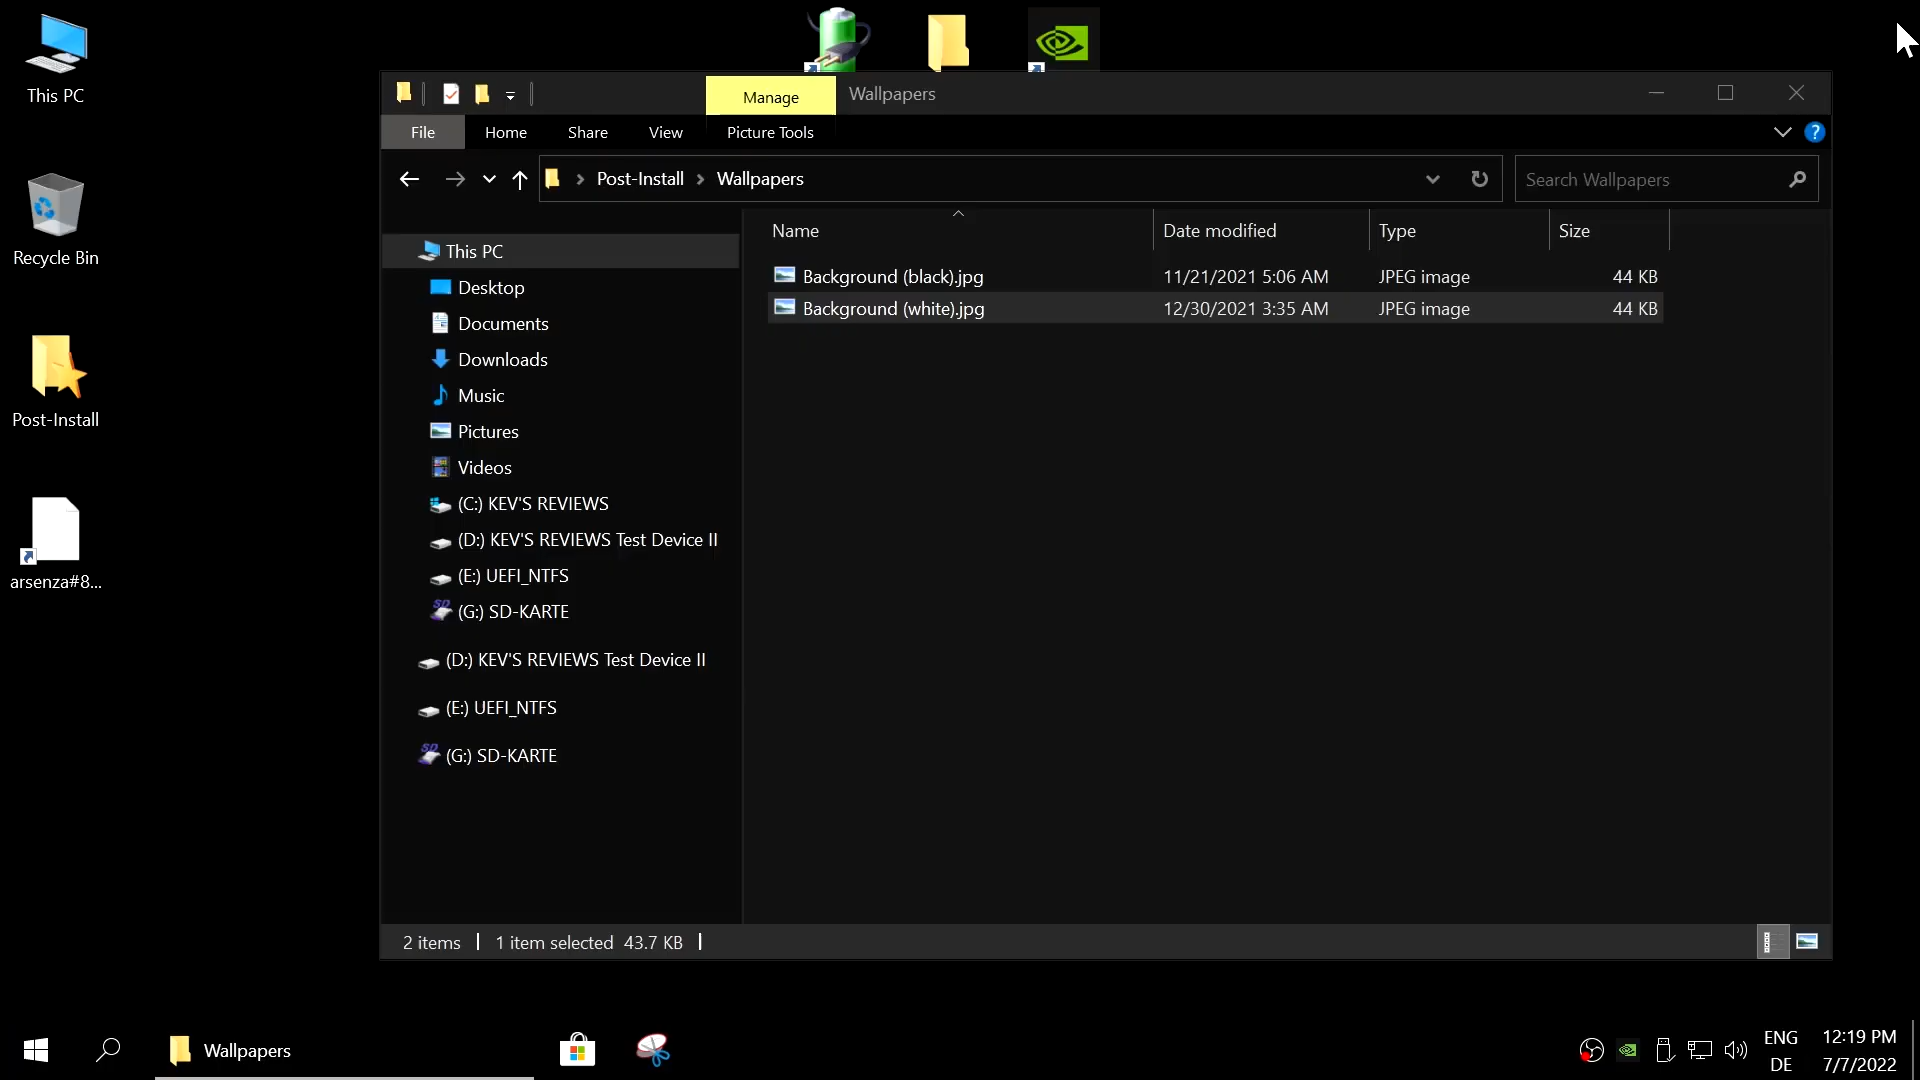 This PC
Recycle Bin
Post-Install
arsenza#8...
Manage
Wallpapers
File
Home
Share
View
Picture Tools
?
Post-Install
Wallpapers
Search Wallpapers
Name
Date modified
Type
Size
Background (black).jpg
11/21/2021 5:06 AM
JPEG image
44 KB
Background (white).jpg
12/30/2021 3:35 AM
JPEG image
44 KB
This PC
Desktop
Documents
Downloads
Music
Pictures
Videos
(C:) KEV'S REVIEWS
(D:) KEV'S REVIEWS Test Device II
(E:) UEFI_NTFS
SD
(G:) SD-KARTE
(D:) KEV'S REVIEWS Test Device II
(E:) UEFI_NTFS
SD
(G:) SD-KARTE
2 items
1 item selected 43.7 KB
Wallpapers
ENG
DE
12:19 PM
7/7/2022